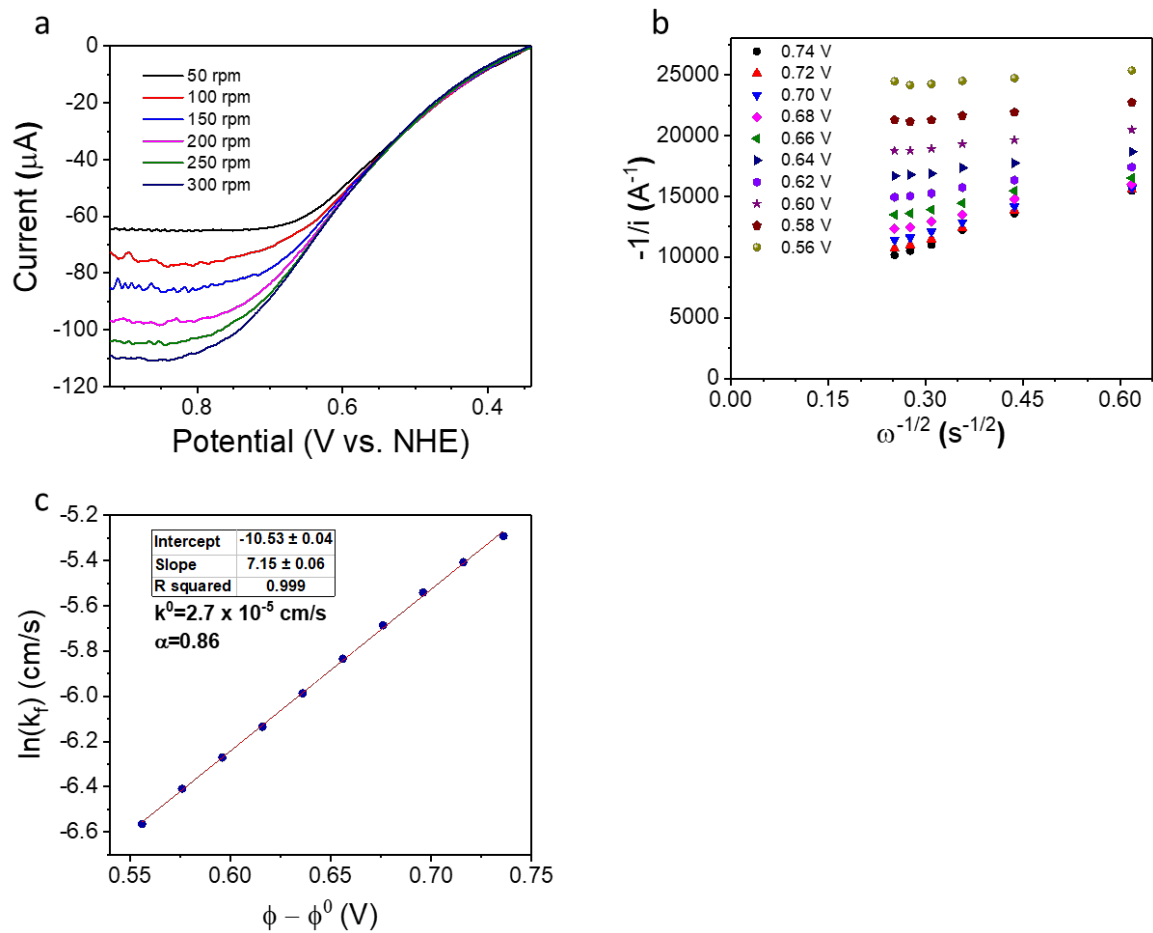 a
0
-20
-40
-60
-80
-100
-120
Current (μA)
50 rpm
100 rpm
150 rpm
200 rpm
250 rpm
300 rpm
0.8
0.6
0.4
Potential (V vs. NHE)
b
25000
20000
15000
10000
5000
0
-1/i (A⁻¹)
0.74 V
0.72 V
0.70 V
0.68 V
0.66 V
0.64 V
0.62 V
0.60 V
0.58 V
0.56 V
0.00
0.15
0.30
0.45
0.60
ω⁻¹/² (s⁻¹/²)
c
-5.2
-5.4
-5.6
-5.8
-6.0
-6.2
-6.4
-6.6
ln(k_f) (cm/s)
Intercept -10.53 ± 0.04
Slope 7.15 ± 0.06
R squared 0.999
k⁰=2.7 x 10⁻⁵ cm/s
α=0.86
0.55
0.60
0.65
0.70
0.75
ϕ – ϕ⁰ (V)